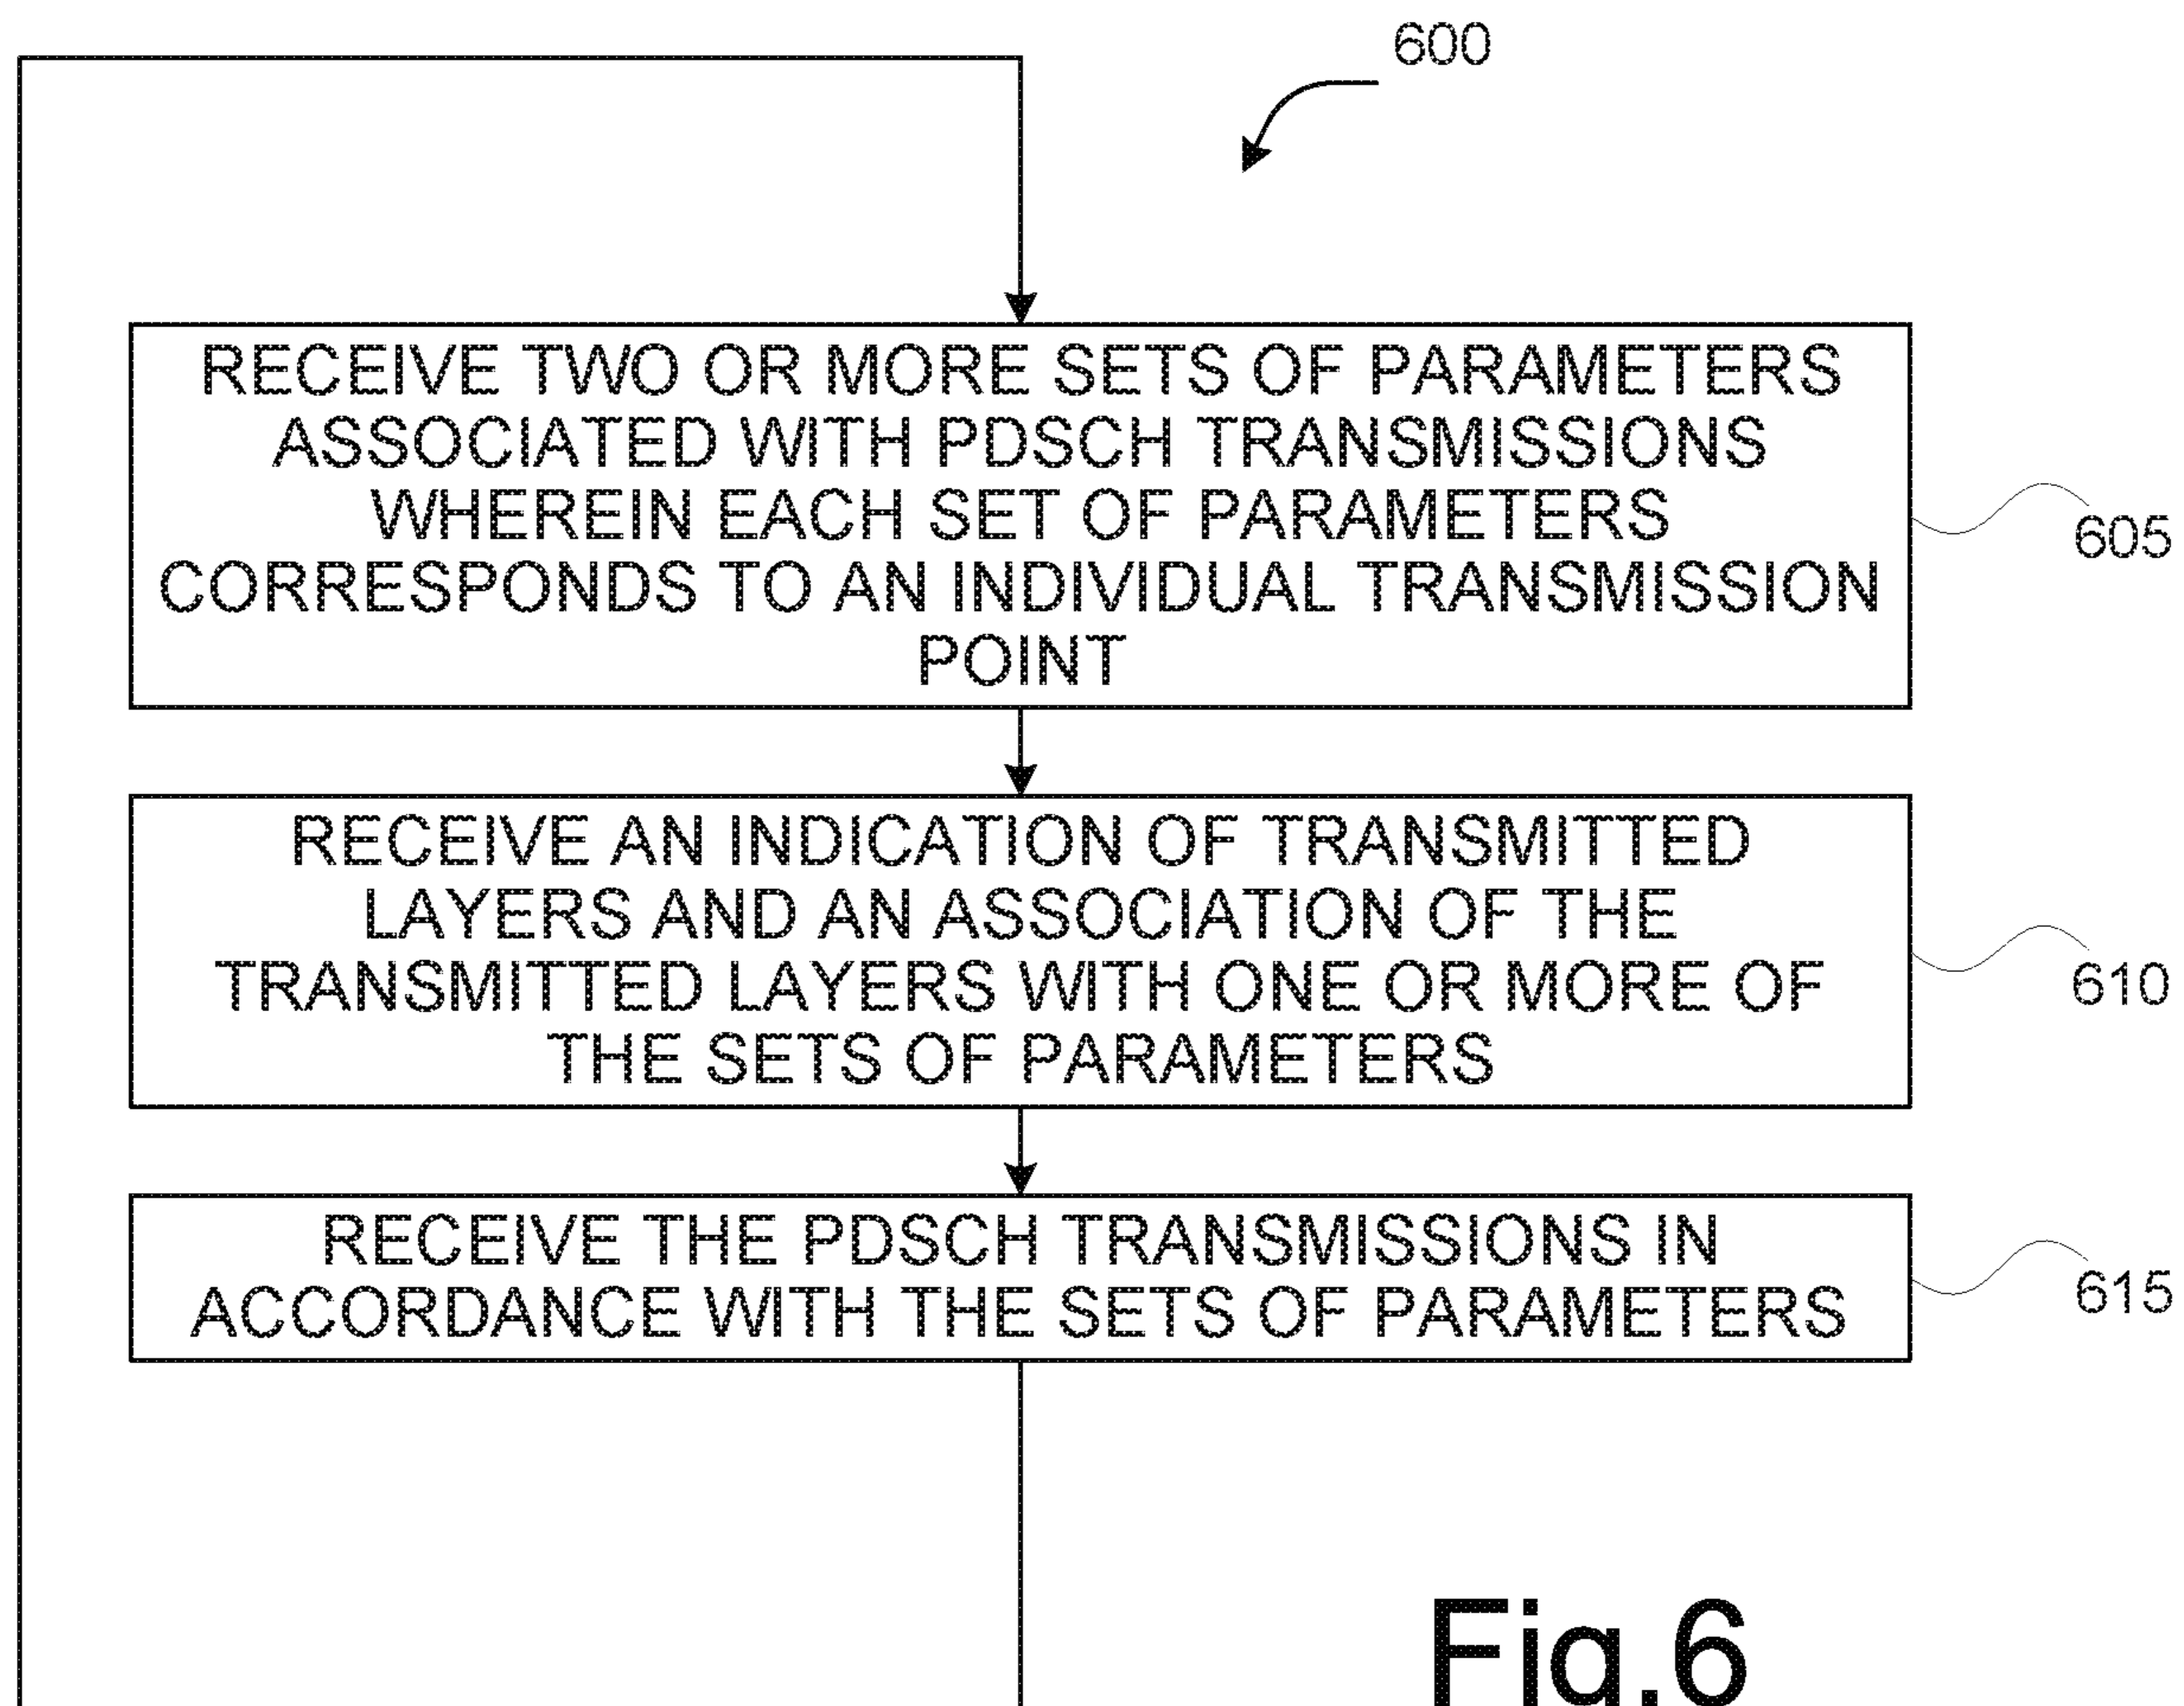 600
RECEIVE TWO OR MORE SETS OF PARAMETERS
ASSOCIATED WITH PDSCH TRANSMISSIONS
WHEREIN EACH SET OF PARAMETERS
CORRESPONDS TO AN INDIVIDUAL TRANSMISSION
POINT
605
RECEIVE AN INDICATION OF TRANSMITTED
LAYERS AND AN ASSOCIATION OF THE
TRANSMITTED LAYERS WITH ONE OR MORE OF
THE SETS OF PARAMETERS
610
RECEIVE THE PDSCH TRANSMISSIONS IN
ACCORDANCE WITH THE SETS OF PARAMETERS
615
Fig.6